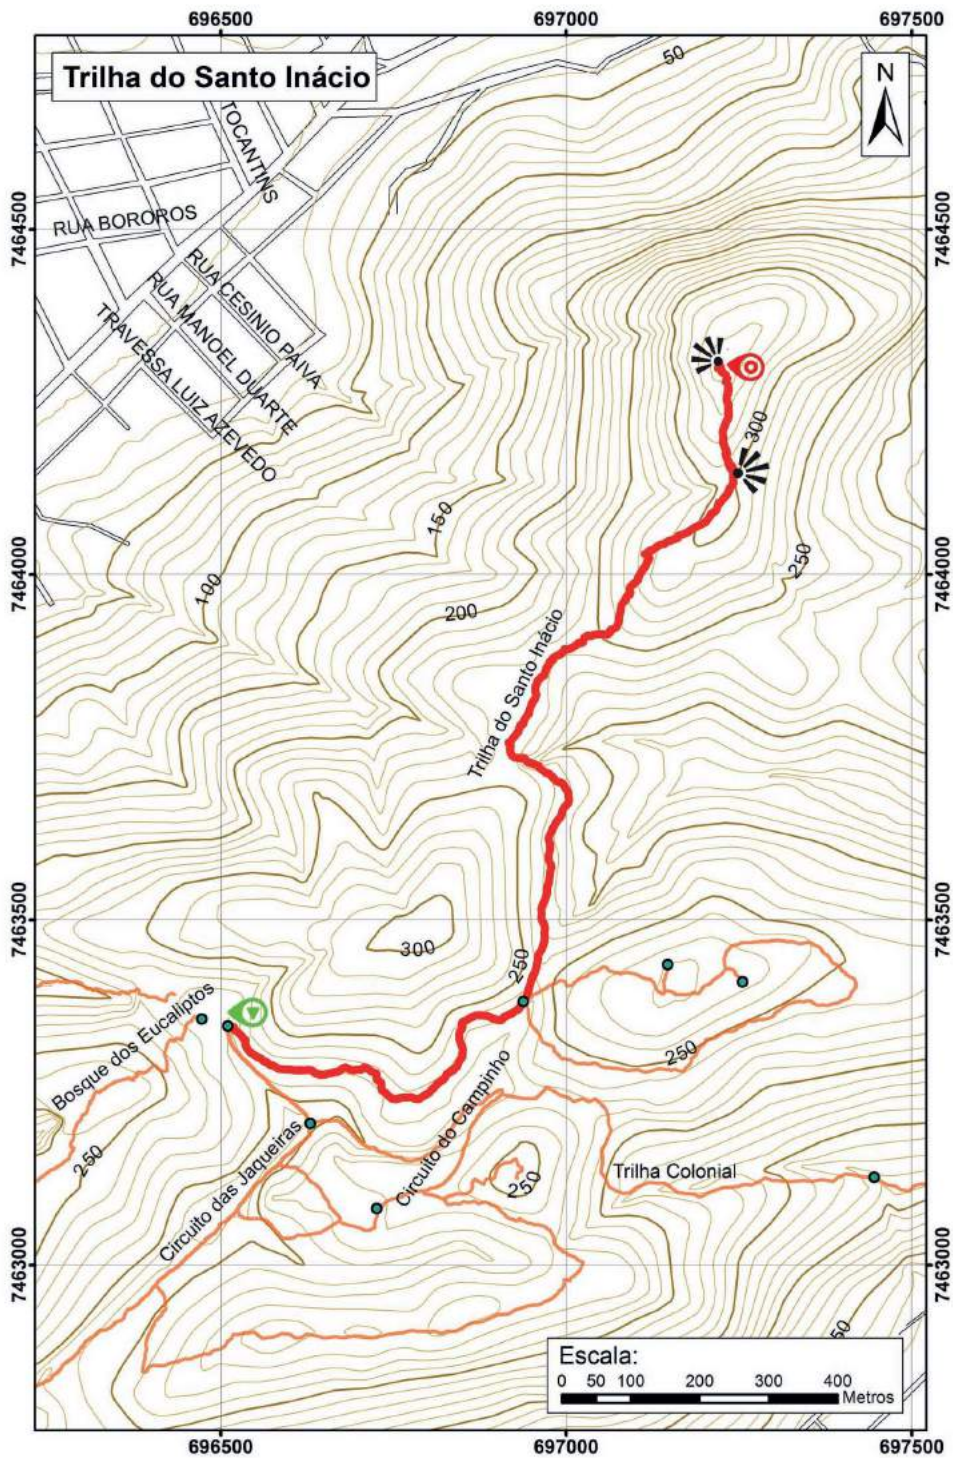 696500
697000
697500
Trilha do Santo Inácio
50
N
TOCANTINS
RUA BOROROS
7464500
7464500
RUA CESINIO PAIVA
RUA MANOEL DUARTE
TRAVESSA LUIZ AZEVEDO
300
150
250
100
200
7464000
7464000
Trilha do Santo Inácio
7463500
7463500
300
250
Bosque dos Eucaliptos
250
250
Circuito do Campinho
Circuito das Jaqueiras
250
Trilha Colonial
7463000
7463000
50
Escala:
0 50 100 200 300 400
Metros
696500
697000
697500